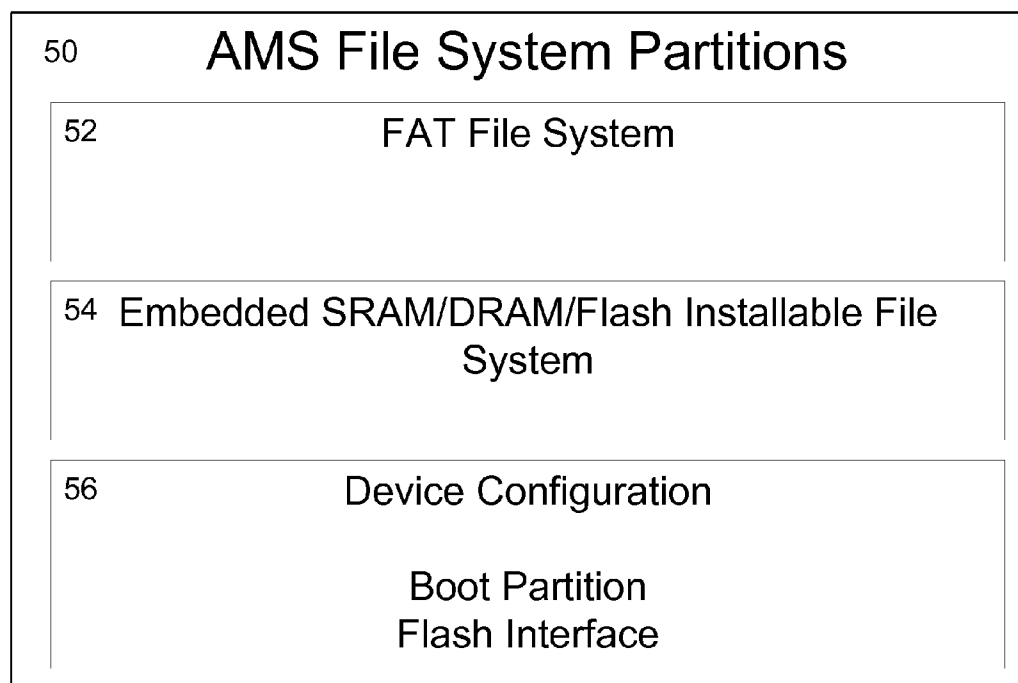 50 AMS File System Partitions
52 FAT File System
54 Embedded SRAM/DRAM/Flash Installable File
System
56 Device Configuration
Boot Partition
Flash Interface